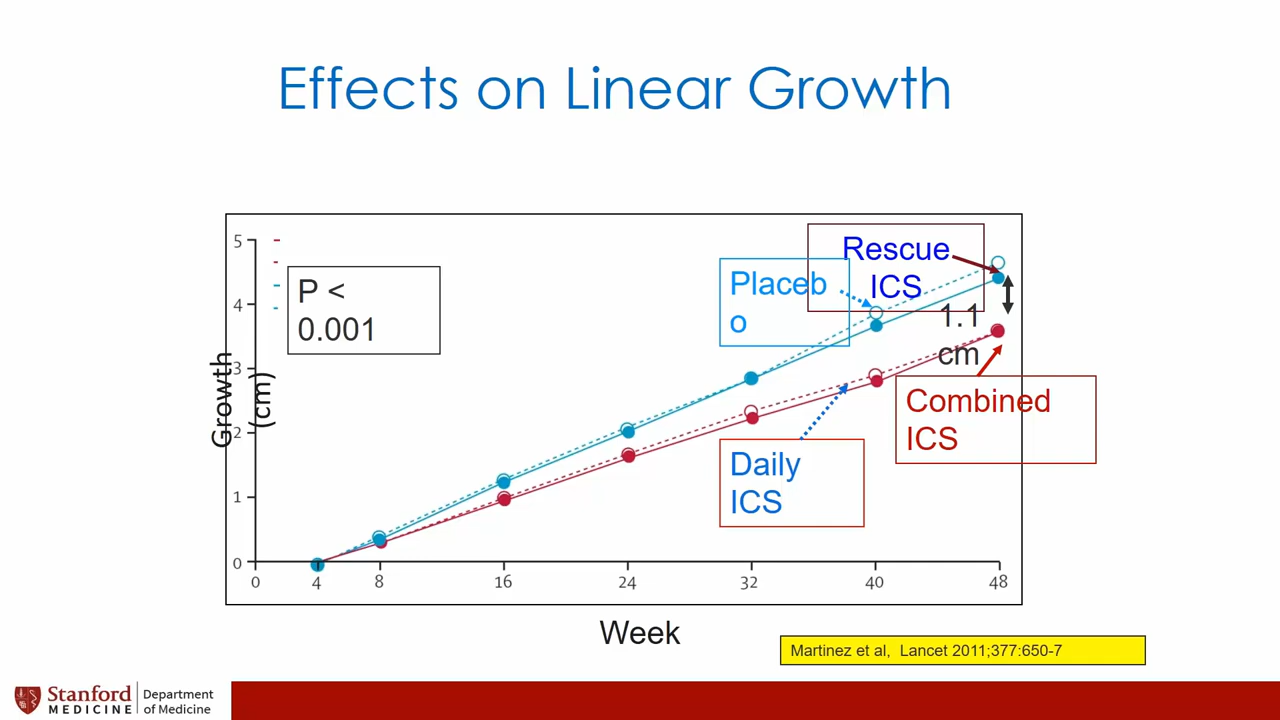 Effects on Linear Growth
5
4
3
2
1
0
Growth
(cm)
P <
0.001
Placeb
o
Rescue
ICS
1.1
cm
Combined
ICS
Daily
ICS
0 4 8 16 24 32 40 48
Week
Martinez et al, Lancet 2011;377:650-7
Stanford
MEDICINE
Department
of Medicine